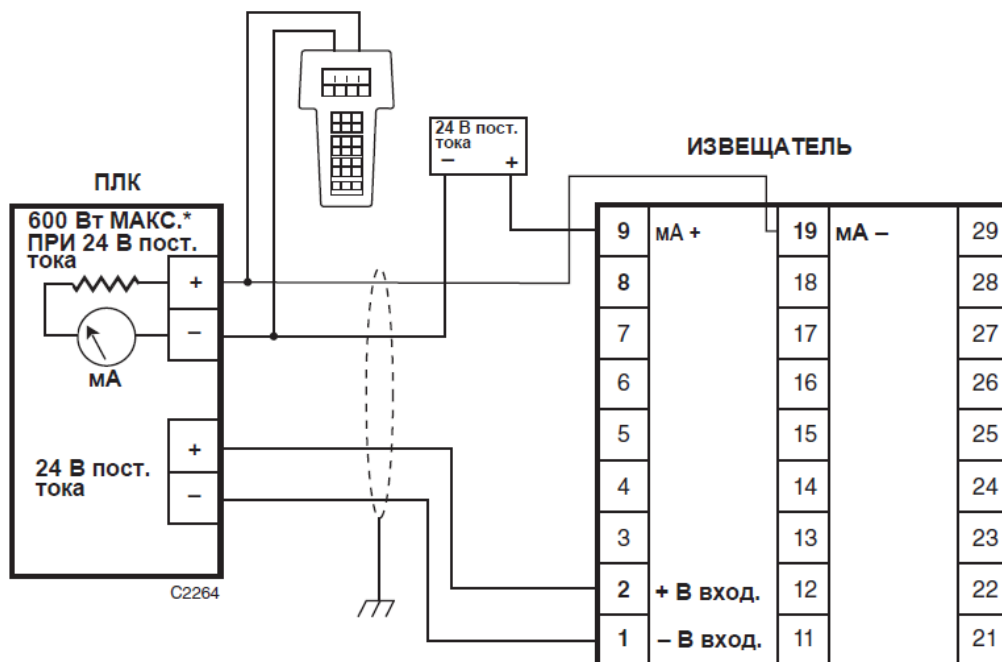 24 В пост.
тока
– +
ИЗВЕЩАТЕЛЬ
ПЛК
600 Вт МАКС.*
ПРИ 24 В пост.
тока
+
–
мА
24 В пост.
тока
+
–
C2264
9 мА + 19 мА – 29
8 18 28
7 17 27
6 16 26
5 15 25
4 14 24
3 13 23
2 + В вход. 12 22
1 – В вход. 11 21